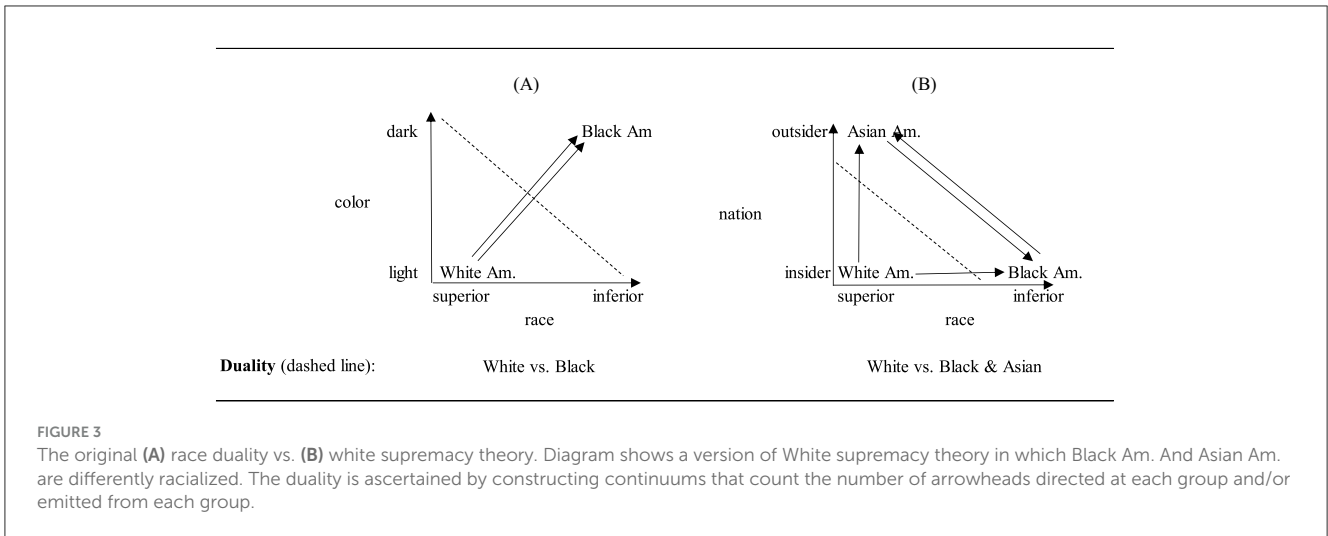 (A)
(B)
dark
Black Am
outsider
Asian Am.
color
nation
light
White Am.
insider
White Am.
Black Am.
superior
inferior
superior
inferior
race
race
Duality (dashed line):
White vs. Black
White vs. Black & Asian
FIGURE 3
The original (A) race duality vs. (B) white supremacy theory. Diagram shows a version of White supremacy theory in which Black Am. And Asian Am.
are differently racialized. The duality is ascertained by constructing continuums that count the number of arrowheads directed at each group and/or
emitted from each group.